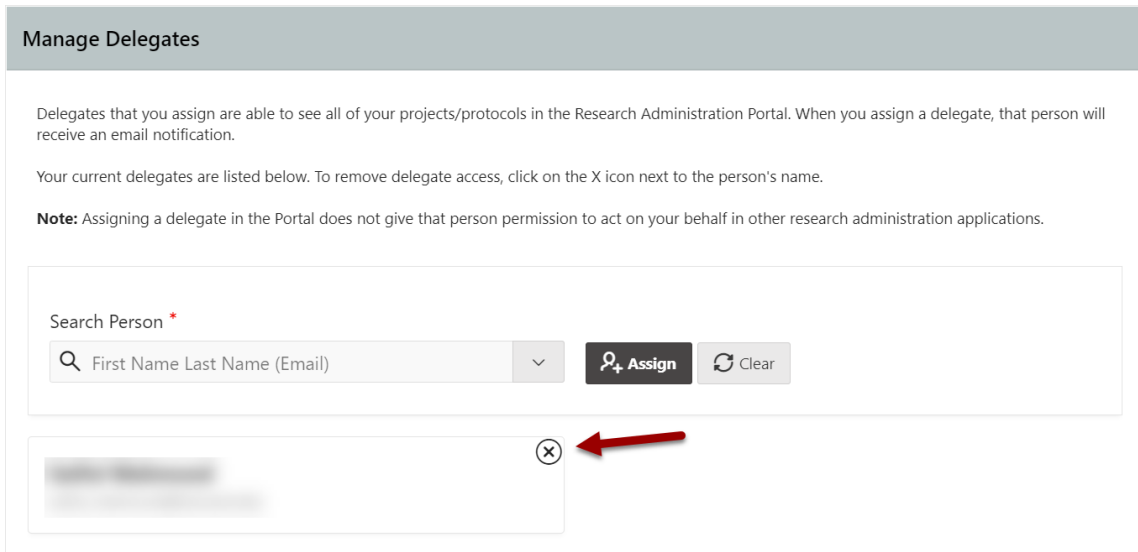 Manage Delegates
Delegates that you assign are able to see all of your projects/protocols in the Research Administration Portal. When you assign a delegate, that person will
receive an email notification.
Your current delegates are listed below. To remove delegate access, click on the X icon next to the person's name.
Note: Assigning a delegate in the Portal does not give that person permission to act on your behalf in other research administration applications.
Search Person *
First Name Last Name (Email)
Assign
Clear